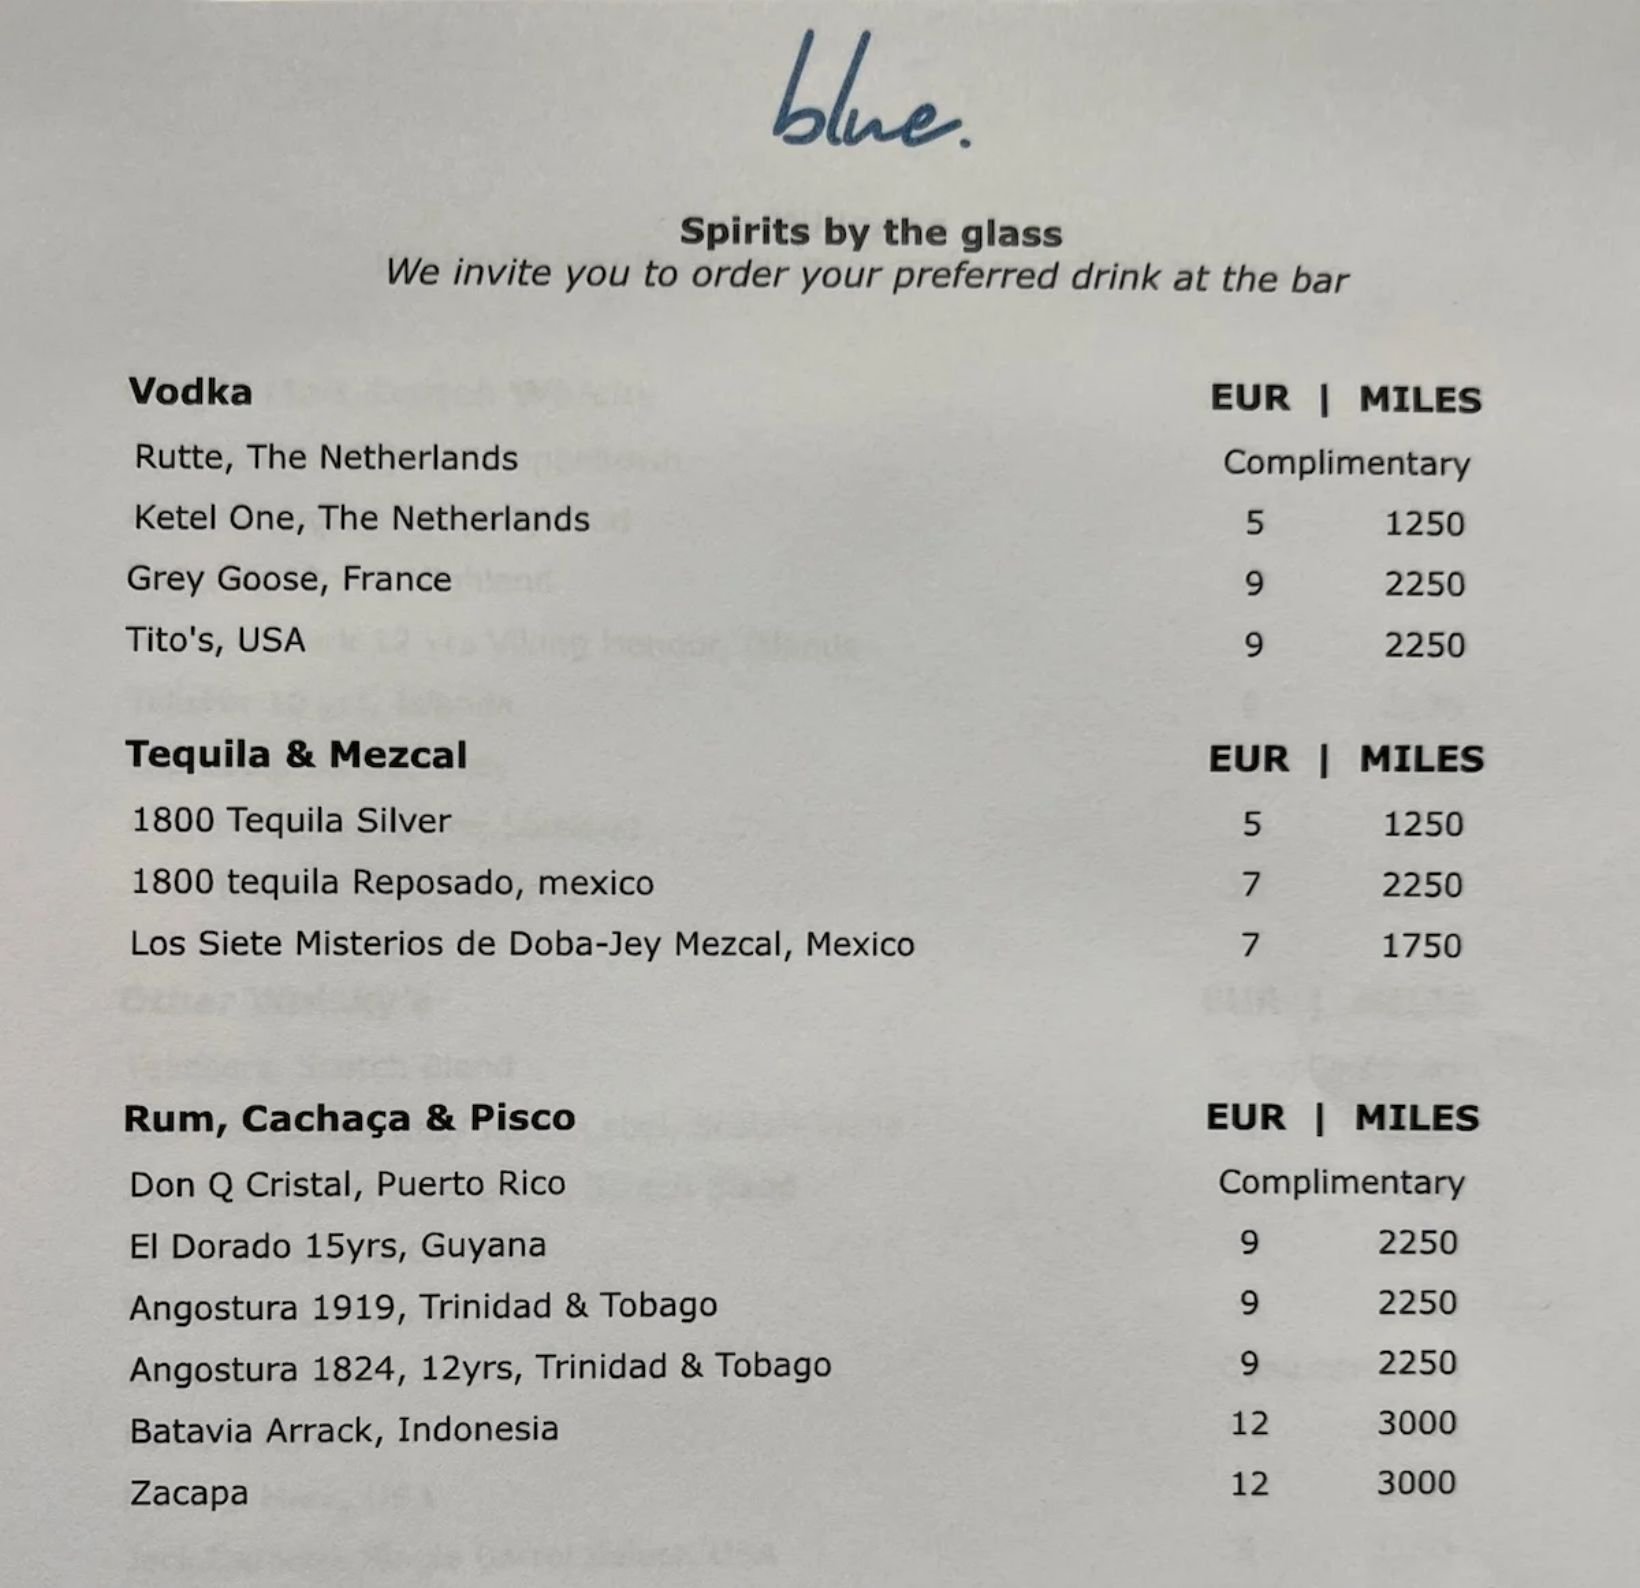 blue.
Spirits by the glass
We invite you to order your preferred drink at the bar
Vodka EUR | MILES
Rutte, The Netherlands Complimentary
Ketel One, The Netherlands 5 1250
Grey Goose, France 9 2250
Tito's, USA 9 2250
Tequila & Mezcal EUR | MILES
1800 Tequila Silver 5 1250
1800 tequila Reposado, mexico 7 2250
Los Siete Misterios de Doba-Jey Mezcal, Mexico 7 1750
Rum, Cachaça & Pisco EUR | MILES
Don Q Cristal, Puerto Rico Complimentary
El Dorado 15yrs, Guyana 9 2250
Angostura 1919, Trinidad & Tobago 9 2250
Angostura 1824, 12yrs, Trinidad & Tobago 9 2250
Batavia Arrack, Indonesia 12 3000
Zacapa 12 3000